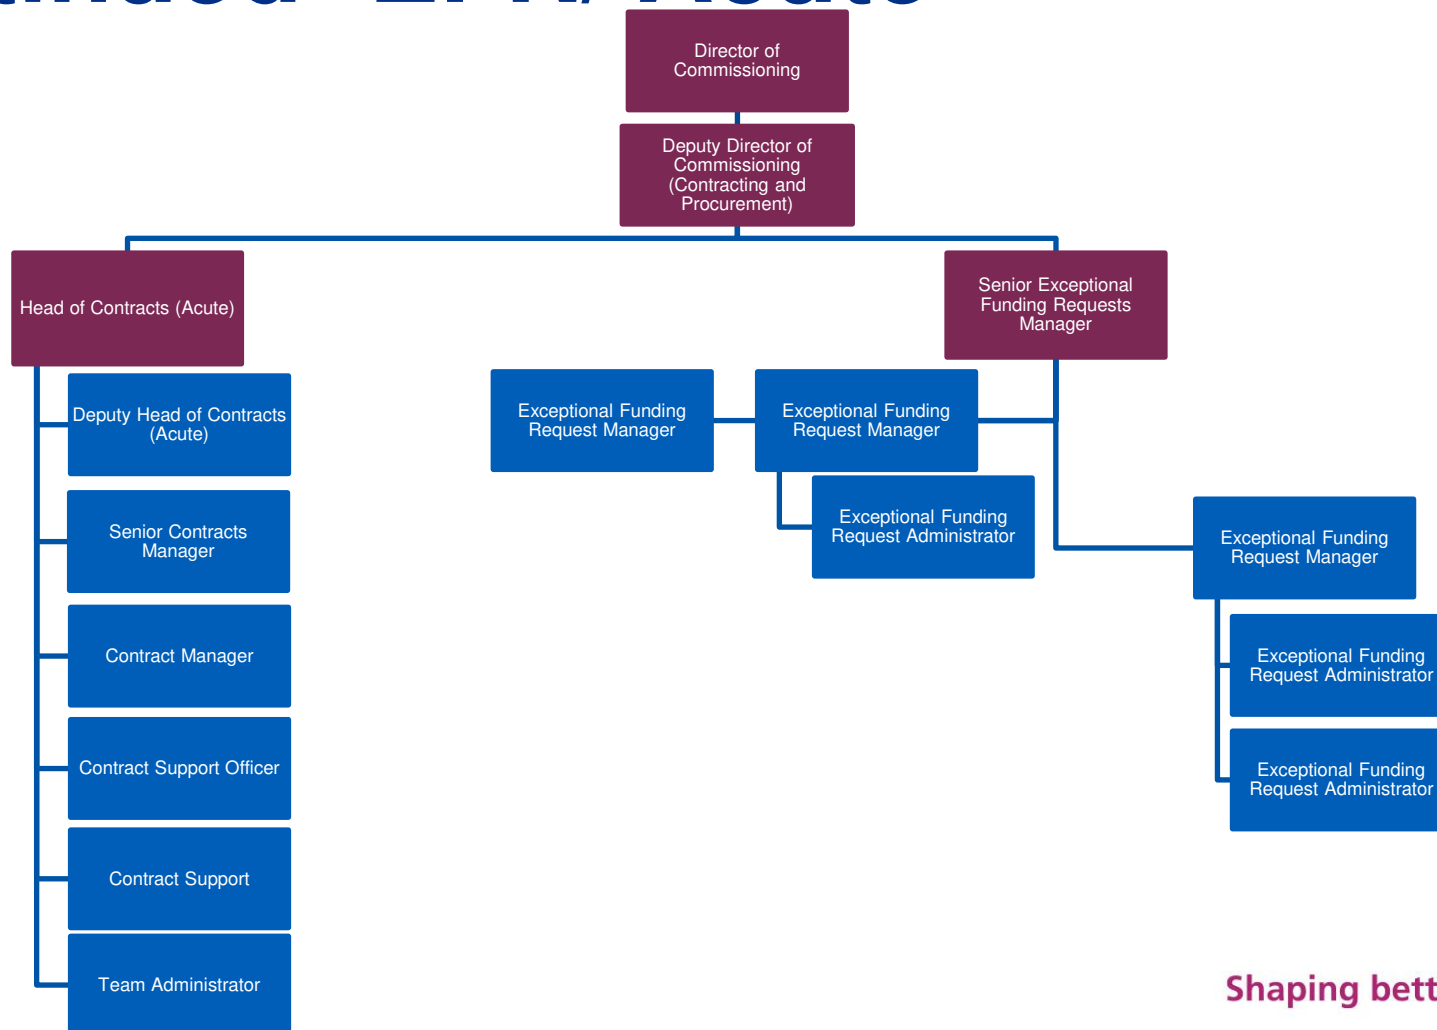 Director of
Commissioning
Deputy Director of
Commissioning
(Contracting and
Procurement)
Head of Contracts (Acute)
Senior Exceptional
Funding Requests
Manager
Deputy Head of Contracts
(Acute)
Exceptional Funding
Request Manager
Exceptional Funding
Request Manager
Senior Contracts
Manager
Exceptional Funding
Request Administrator
Exceptional Funding
Request Manager
Contract Manager
Exceptional Funding
Request Administrator
Contract Support Officer
Exceptional Funding
Request Administrator
Contract Support
Team Administrator
Shaping bett